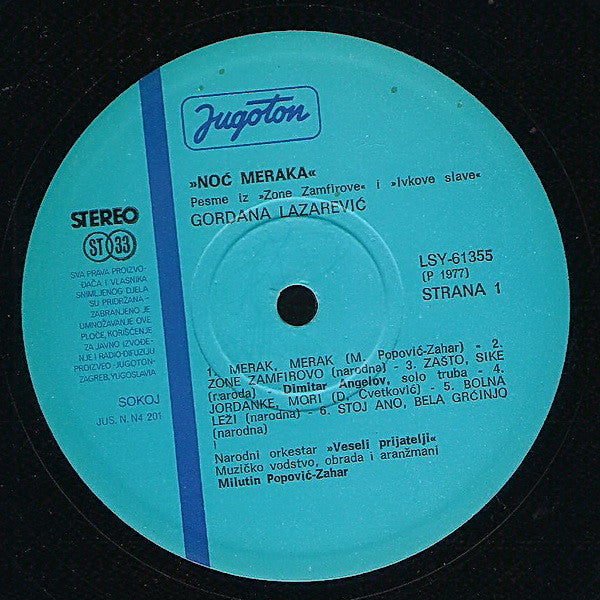 Jugoton
»NOĆ MERAKA«
Pesme iz »Zone Zamfirove« i »Ivkove slave«
GORDANA LAZAREVIĆ
STEREO
ST 33
SVA PRAVA PROIZVO-
ĐAČA I VLASNIKA
SNIMLJENOG DJELA
SU PRIDRŽANA -
ZABRANJENO JE
UMNOŽAVANJE OVE
PLOČE, KORIŠĆENJE
ZA JAVNO IZVOĐE-
NJE I RADIO-DIFUZIJU
PROIZVEO »JUGOTON«
ZAGREB, YUGOSLAVIA
SOKOJ
JUS. N. N4 201
LSY-61355
(P 1977)
STRANA 1
1. MERAK, MERAK (M. Popović-Zahar) - 2.
ZONE ZAMFIROVO (narodna) - 3. ZAŠTO, SIKE
(naroda) - Dimitar Angelov, solo truba - 4.
JORDANKE, MORI (D. Cvetković) - 5. BOLNA
LEŽI (narodna) - 6. STOJ ANO, BELA GRĆINJO
(narodna)
Narodni orkestar »Veseli prijatelji«
Muzičko vodstvo, obrada i aranžmani
Milutin Popović-Zahar